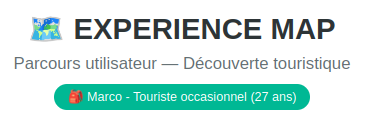 🗺️ EXPERIENCE MAP
Parcours utilisateur — Découverte touristique
🎒 Marco - Touriste occasionnel (27 ans)